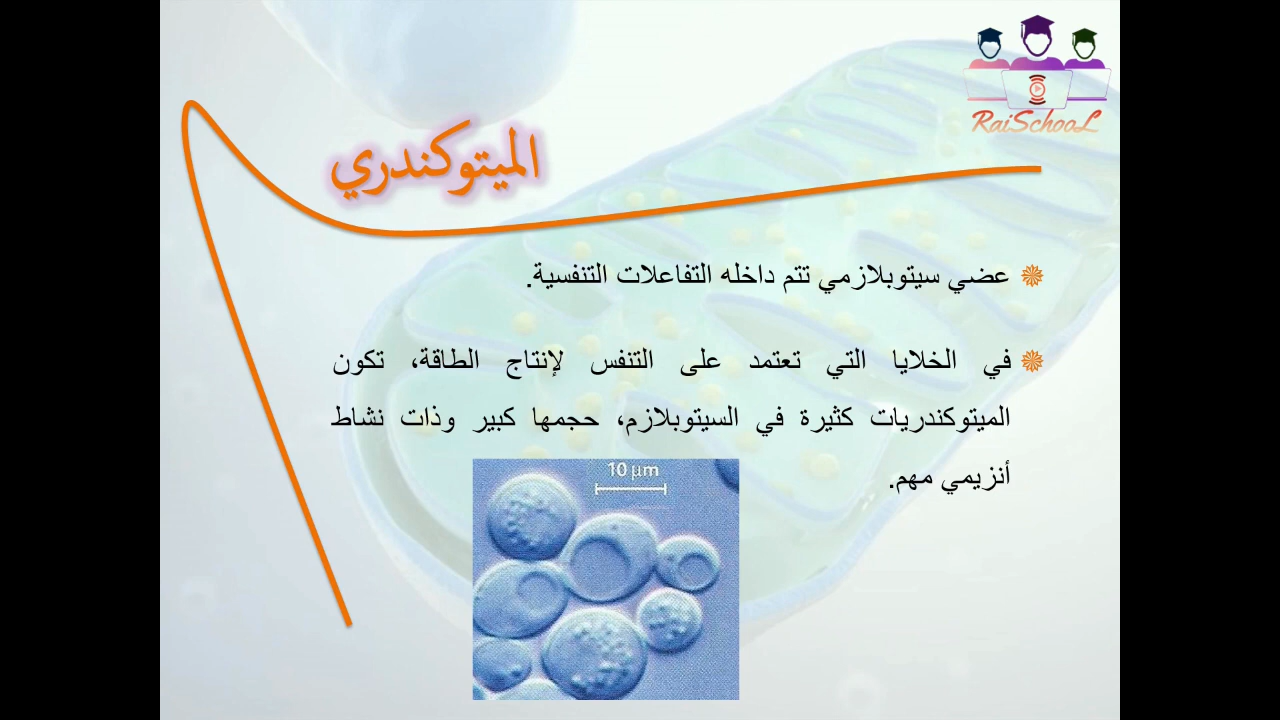 RaiSchooL
الميتوكندري
عضي سيتوبلازمي تتم داخله التفاعلات التنفسية.
في الخلايا التي تعتمد على التنفس لإنتاج الطاقة، تكون
الميتوكندريات كثيرة في السيتوبلازم، حجمها كبير وذات نشاط
أنزيمي مهم.
10 µm